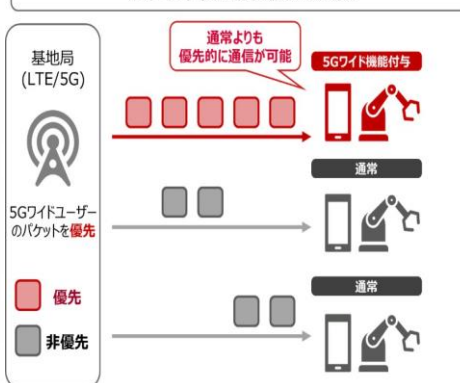 通常よりも
優先的に通信が可能
基地局
(LTE/5G)
5Gワイド機能付与
通常
5Gワイドユーザー
のパケットを優先
優先
通常
非優先